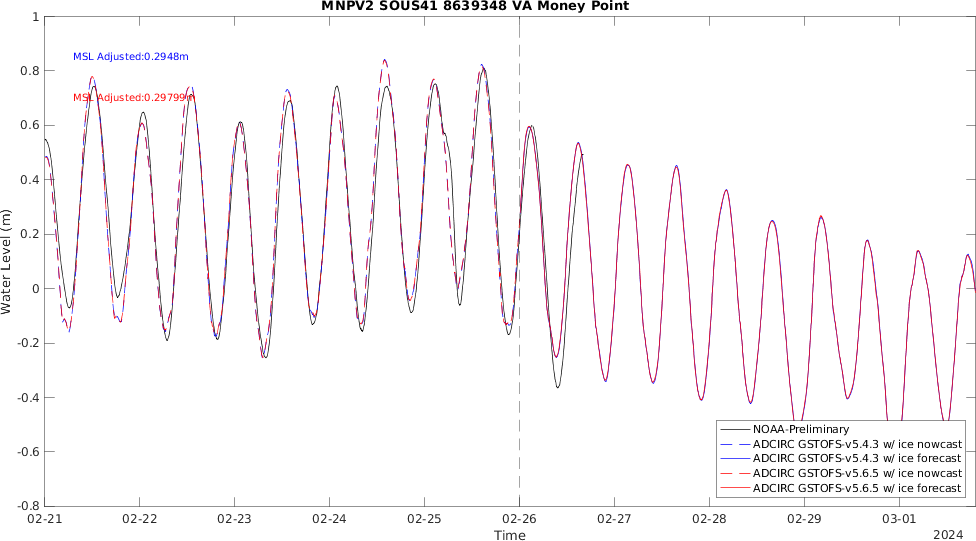 MNPV2 SOUS41 8639348 VA Money Point
MSL Adjusted:0.2948m
MSL Adjusted:0.29799m
Water Level (m)
1
0.8
0.6
0.4
0.2
0
-0.2
-0.4
-0.6
-0.8
NOAA-Preliminary
ADCIRC GSTOFS-v5.4.3 w/ ice nowcast
ADCIRC GSTOFS-v5.4.3 w/ ice forecast
ADCIRC GSTOFS-v5.6.5 w/ ice nowcast
ADCIRC GSTOFS-v5.6.5 w/ ice forecast
02-21 02-22 02-23 02-24 02-25 02-26 02-27 02-28 02-29 03-01
Time
2024